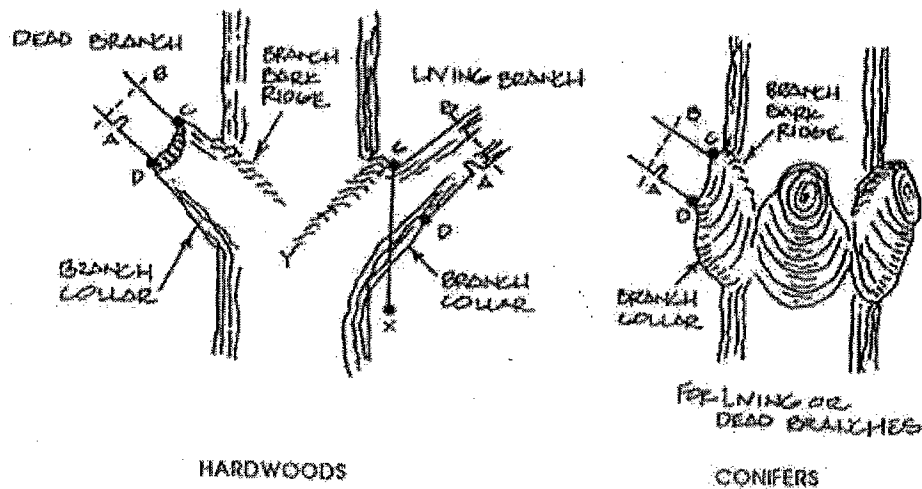 DEAD BRANCH
B
A
C
D
BRANCH
BARK
RIDGE
BRANCH
COLLAR
LIVING BRANCH
B
C
A
D
Y
X
BRANCH
COLLAR
HARDWOODS
B
C
A
D
BRANCH
BARK
RIDGE
BRANCH
COLLAR
FOR LIVING OR
DEAD BRANCHES
CONIFERS